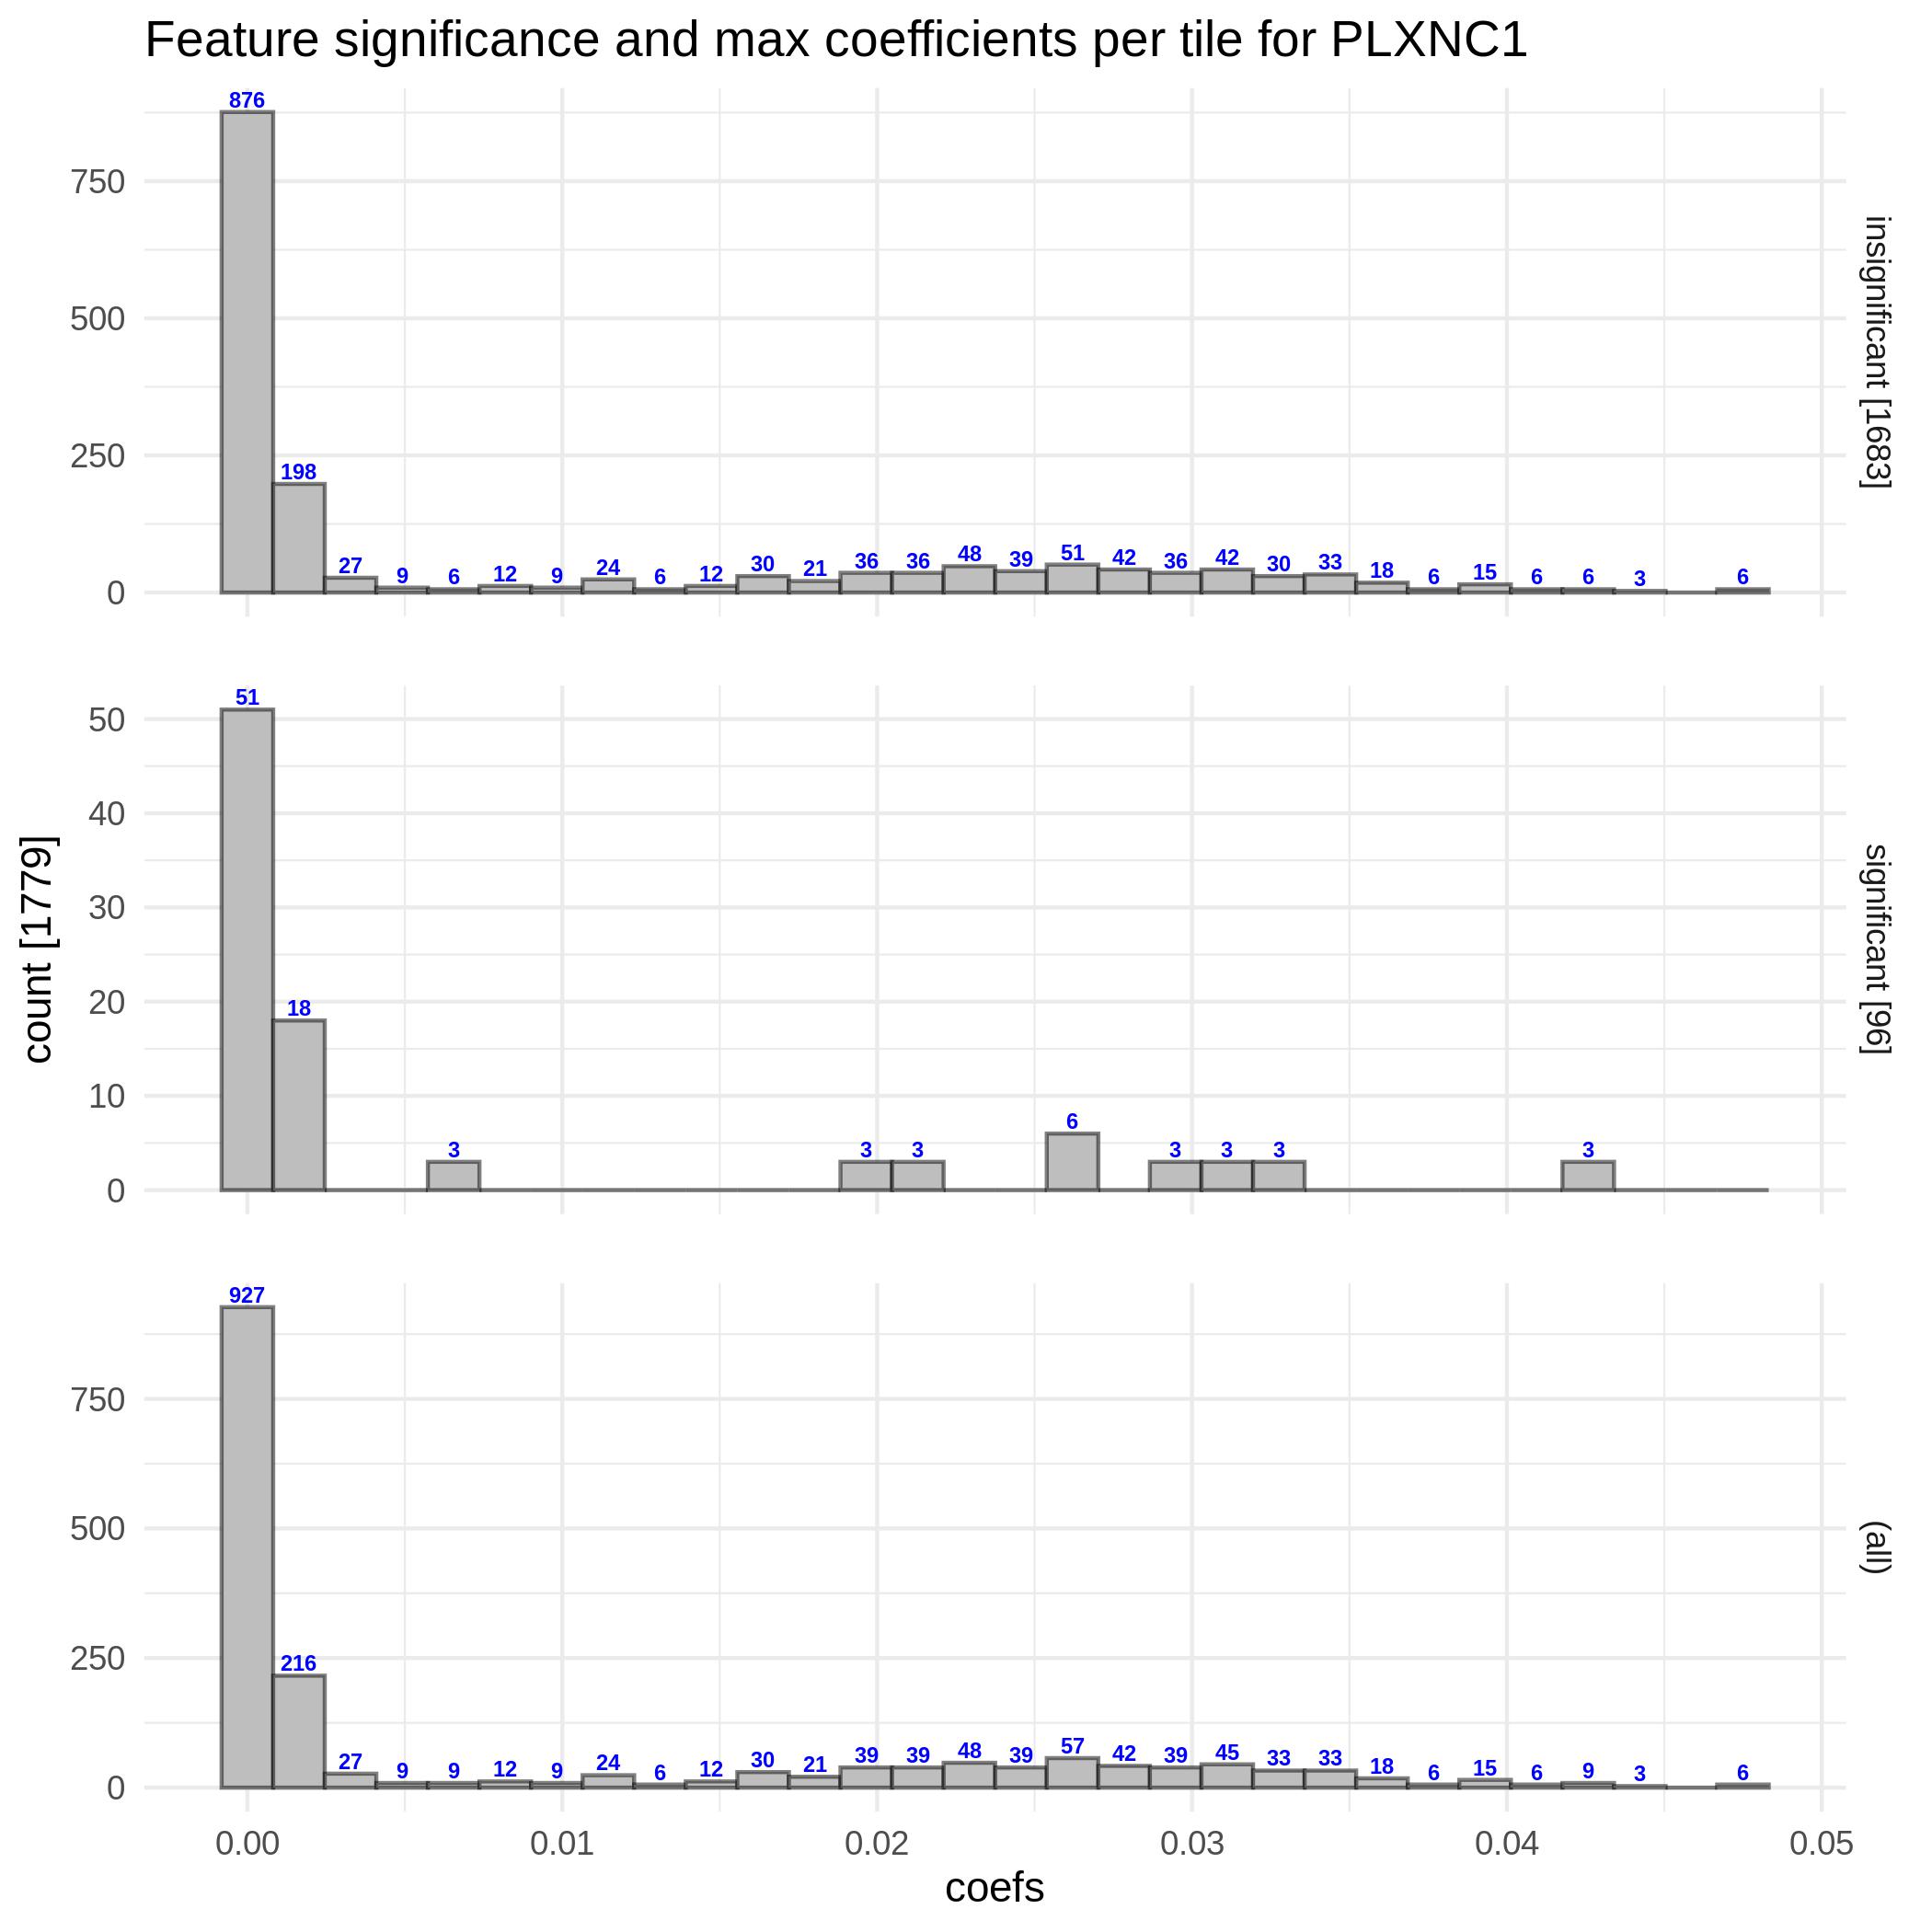 Feature significance and max coefficients per tile for PLXNC1
876
750
500
250
0
198
27 9 6 12 9 24 6 12 30 21 36 36 48 39 51 42 36 42 30 33 18 6 15 6 6 3 6
insignificant [1683]
51
50
40
30
20
10
0
18
3 3 3 6 3 3 3 3
significant [96]
count [1779]
927
750
500
250
0
216
27 9 9 12 9 24 6 12 30 21 39 39 48 39 57 42 39 45 33 33 18 6 15 6 9 3 6
(all)
0.00 0.01 0.02 0.03 0.04 0.05
coefs